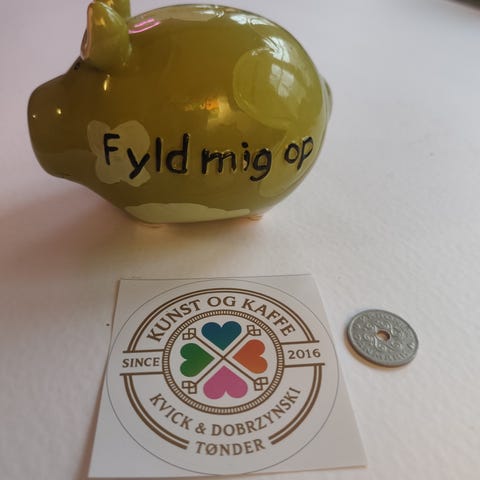 Fyld mig op
KUNST OG KAFFE
SINCE 2016
KVICK & DOBRZYNSKI
TØNDER